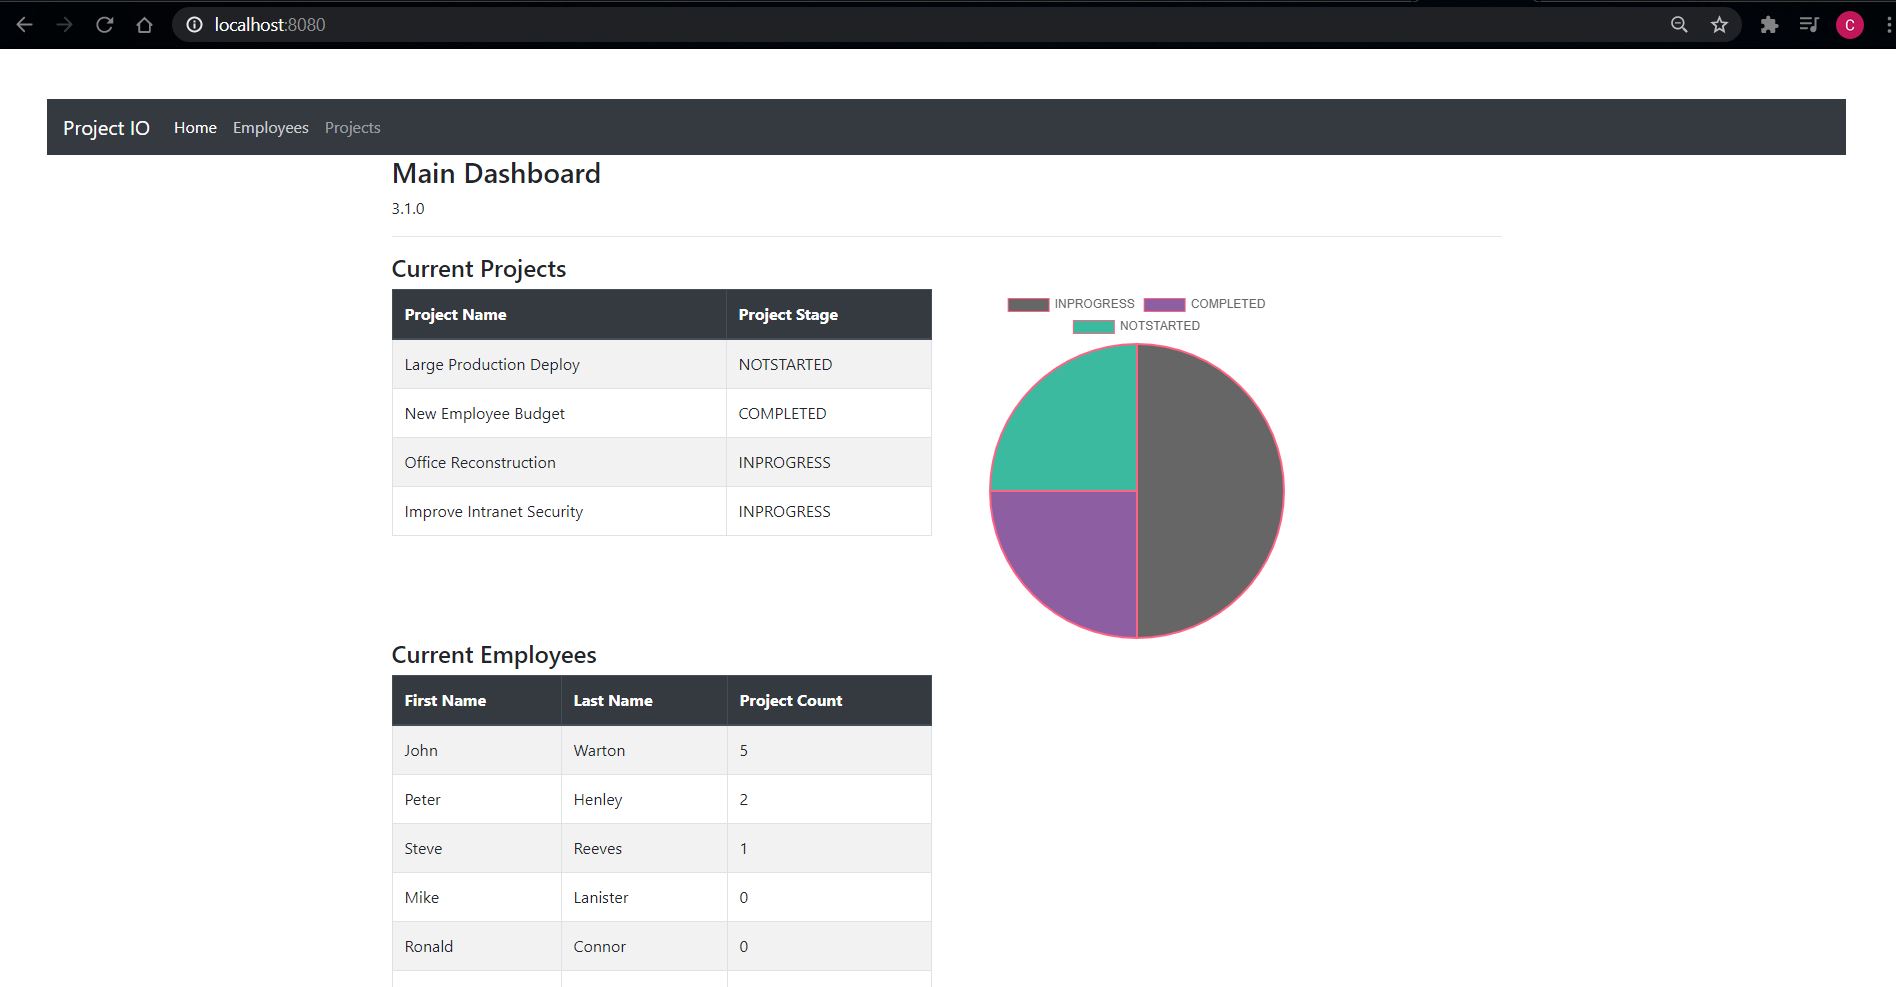 localhost:8080
C
Project IO Home Employees Projects
Main Dashboard
3.1.0
Current Projects
Project Name Project Stage
Large Production Deploy NOTSTARTED
New Employee Budget COMPLETED
Office Reconstruction INPROGRESS
Improve Intranet Security INPROGRESS
INPROGRESS COMPLETED
NOTSTARTED
Current Employees
First Name Last Name Project Count
John Warton 5
Peter Henley 2
Steve Reeves 1
Mike Lanister 0
Ronald Connor 0